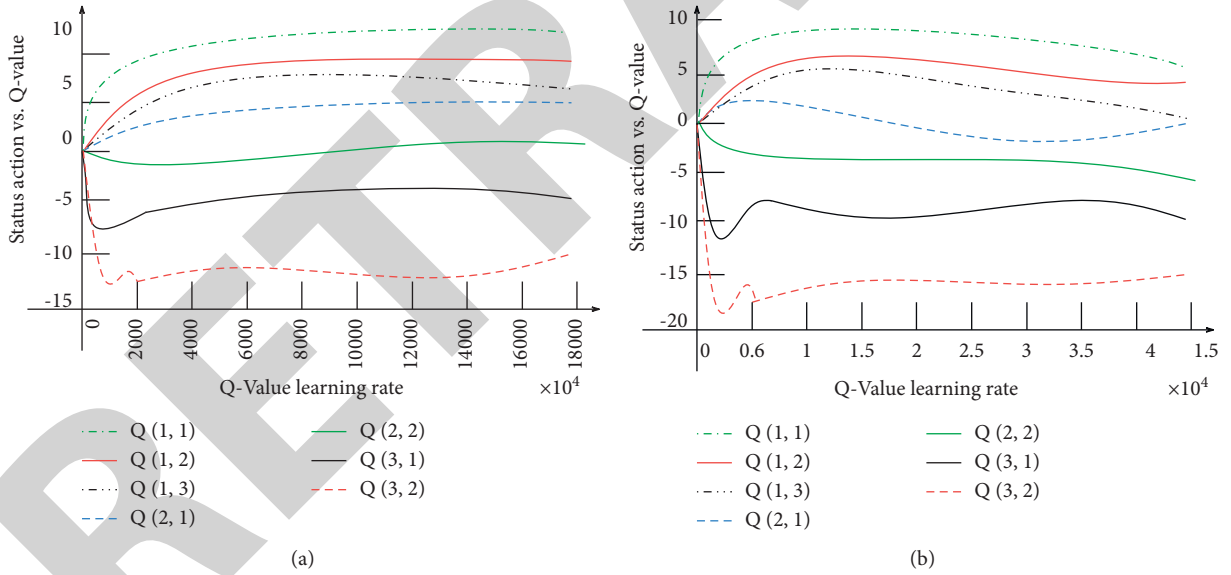 RETRACTED
Status action vs. Q-value
10
5
0
-5
-10
-15
0
2000
4000
6000
8000
10000
12000
14000
16000
18000
Q-Value learning rate
×10⁴
Q (1, 1)
Q (1, 2)
Q (1, 3)
Q (2, 1)
Q (2, 2)
Q (3, 1)
Q (3, 2)
(a)
Status action vs. Q-value
10
5
0
-5
-10
-15
-20
0 0.6 1 1.5 2 2.5 3 3.5 4 1.5
Q-Value learning rate
×10⁴
Q (1, 1)
Q (1, 2)
Q (1, 3)
Q (2, 1)
Q (2, 2)
Q (3, 1)
Q (3, 2)
(b)